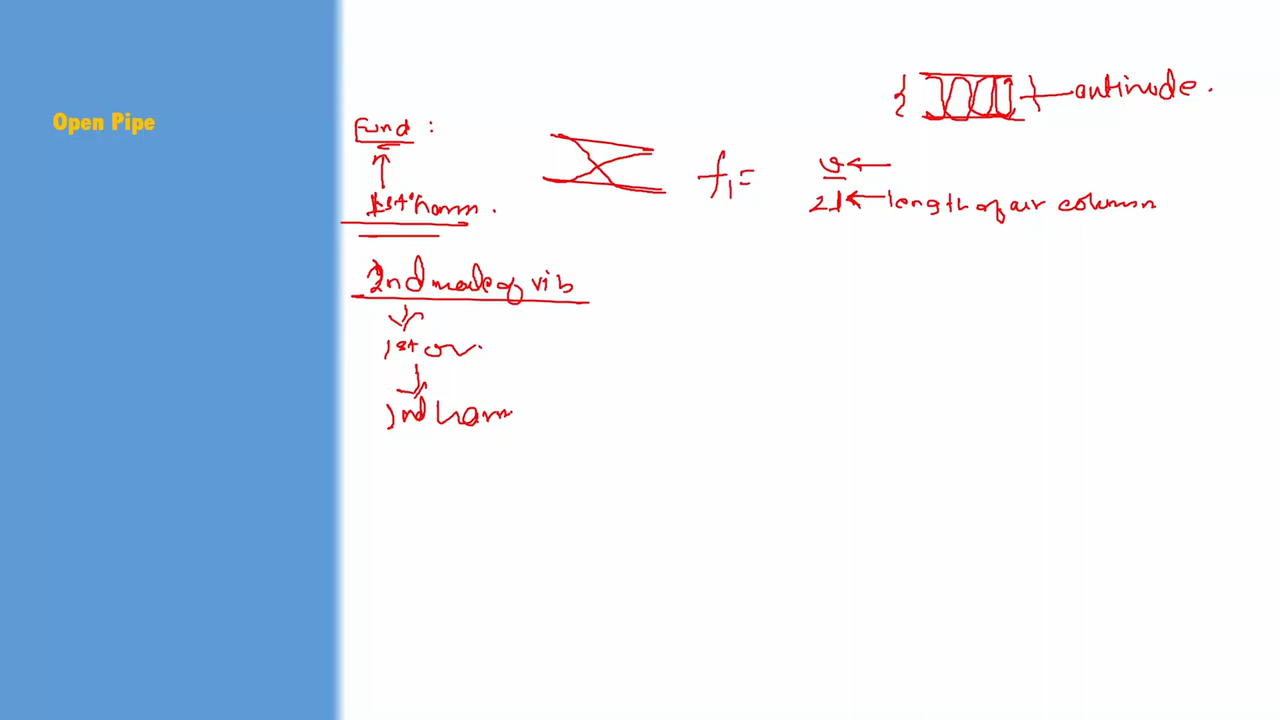 Open Pipe
{ } antinode.
Fund :
1st harm.
f1 = v
2l length of air column
2nd mode of vib
1st ov.
2nd harm